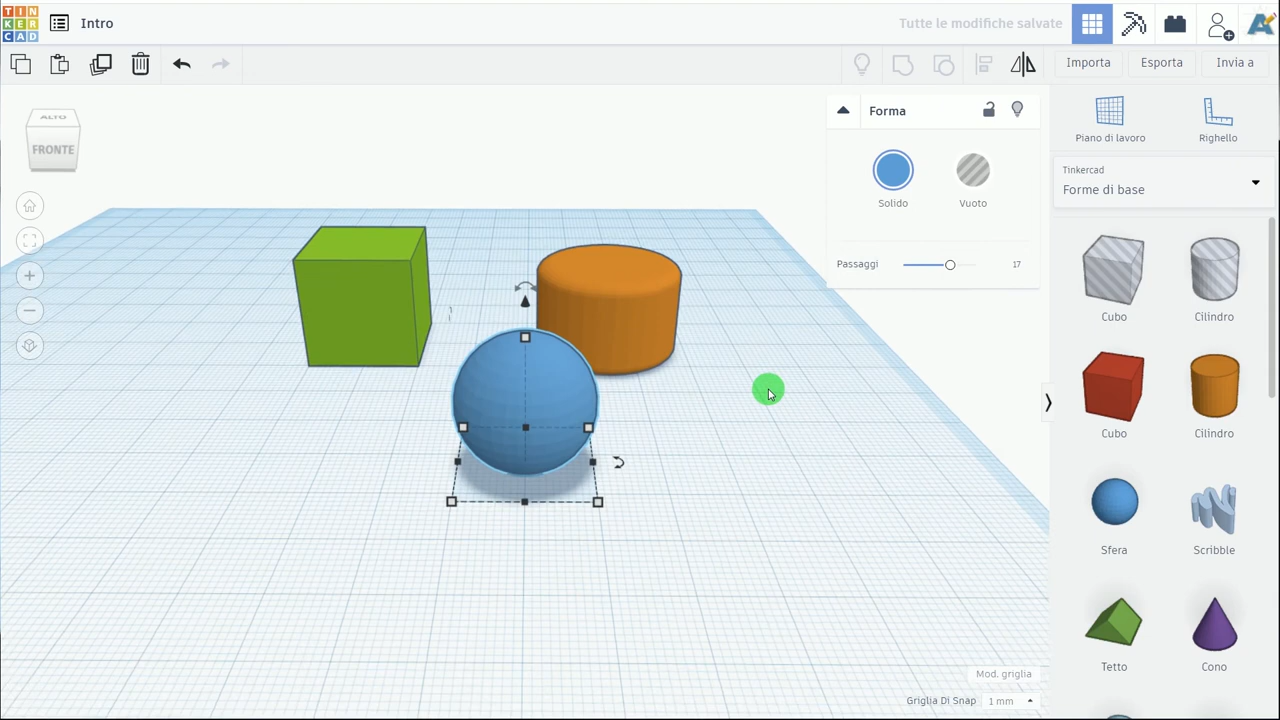 TIN
KER
CAD
Intro
Tutte le modifiche salvate
Importa
Esporta
Invia a
ALTO
FRONTE
Forma
Solido
Vuoto
Passaggi
17
Piano di lavoro
Righello
Tinkercad
Forme di base
Cubo
Cilindro
Cubo
Cilindro
Sfera
Scribble
Tetto
Cono
Mod. griglia
Griglia Di Snap
1 mm